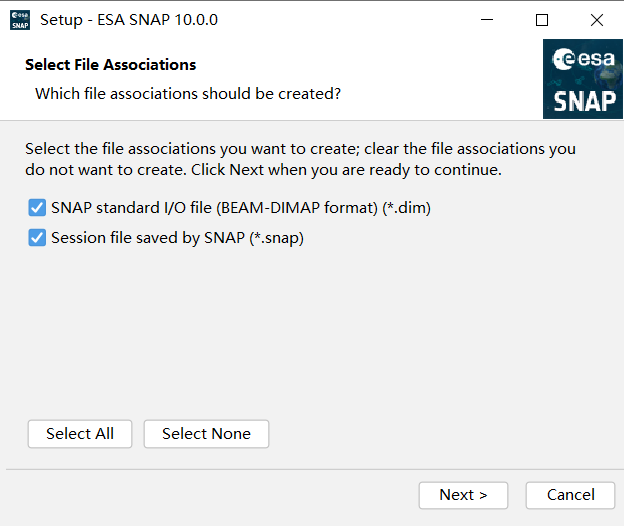 esa
SNAP
Setup - ESA SNAP 10.0.0
Select File Associations
Which file associations should be created?
esa
SNAP
Select the file associations you want to create; clear the file associations you
do not want to create. Click Next when you are ready to continue.
SNAP standard I/O file (BEAM-DIMAP format) (*.dim)
Session file saved by SNAP (*.snap)
Select All
Select None
Next >
Cancel